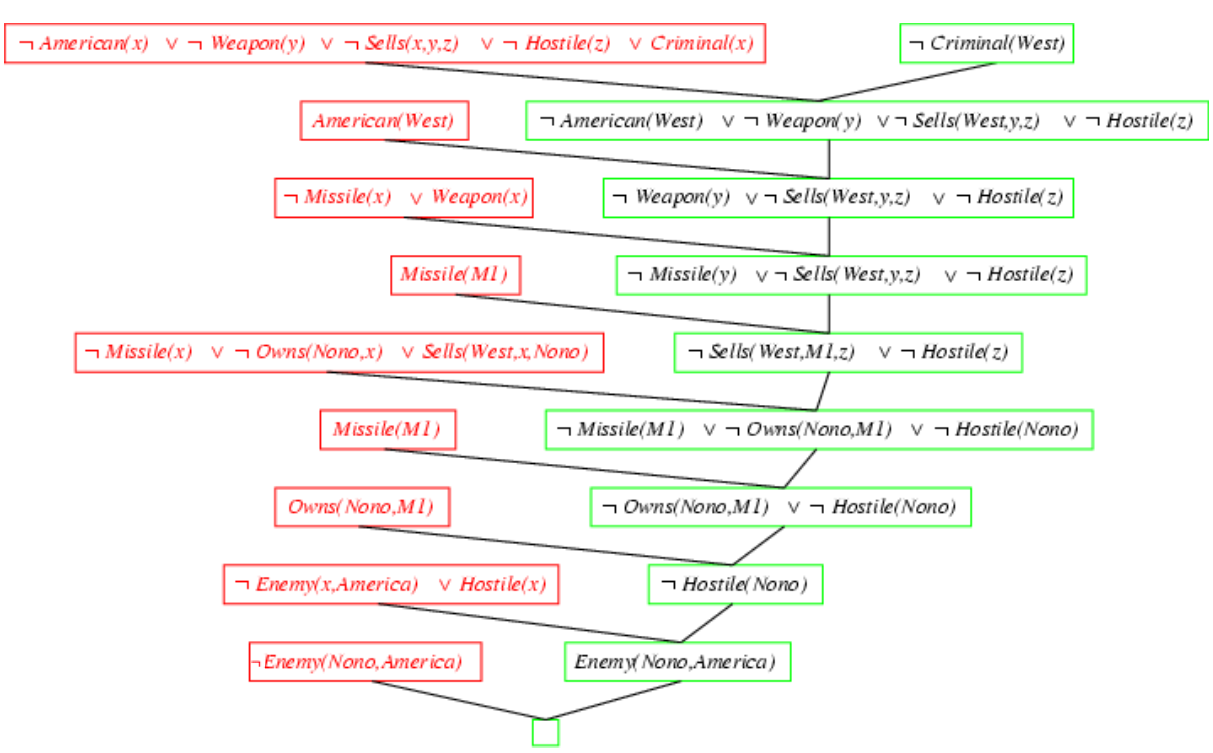 ¬ American(x) ∨ ¬ Weapon(y) ∨ ¬ Sells(x,y,z) ∨ ¬ Hostile(z) ∨ Criminal(x) ¬ Criminal(West)
American(West) ¬ American(West) ∨ ¬ Weapon(y) ∨ ¬ Sells(West,y,z) ∨ ¬ Hostile(z)
¬ Missile(x) ∨ Weapon(x) ¬ Weapon(y) ∨ ¬ Sells(West,y,z) ∨ ¬ Hostile(z)
Missile(M1) ¬ Missile(y) ∨ ¬ Sells(West,y,z) ∨ ¬ Hostile(z)
¬ Missile(x) ∨ ¬ Owns(Nono,x) ∨ Sells(West,x,Nono) ¬ Sells(West,M1,z) ∨ ¬ Hostile(z)
Missile(M1) ¬ Missile(M1) ∨ ¬ Owns(Nono,M1) ∨ ¬ Hostile(Nono)
Owns(Nono,M1) ¬ Owns(Nono,M1) ∨ ¬ Hostile(Nono)
¬ Enemy(x,America) ∨ Hostile(x) ¬ Hostile(Nono)
¬Enemy(Nono,America) Enemy(Nono,America)